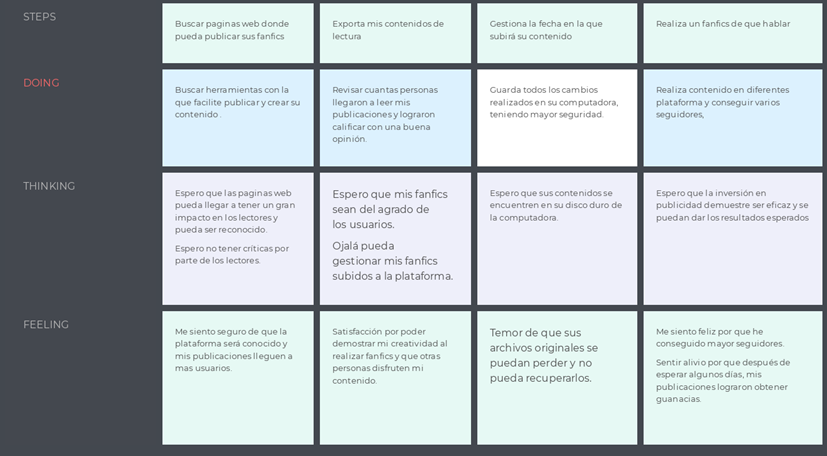 STEPS
Buscar paginas web donde
pueda publicar sus fanfics
Exporta mis contenidos de
lectura
Gestiona la fecha en la que
subirá su contenido
Realiza un fanfics de que hablar
DOING
Buscar herramientas con la
que facilite publicar y crear su
contenido .
Revisar cuantas personas
llegaron a leer mis
publicaciones y lograron
calificar con una buena
opinión.
Guarda todos los cambios
realizados en su computadora,
teniendo mayor seguridad.
Realiza contenido en diferentes
plataforma y conseguir varios
seguidores,
THINKING
Espero que las paginas web
pueda llegar a tener un gran
impacto en los lectores y
pueda ser reconocido.
Espero no tener críticas por
parte de los lectores.
Espero que mis fanfics
sean del agrado de
los usuarios.
Ojalá pueda
gestionar mis fanfics
subidos a la plataforma.
Espero que sus contenidos se
encuentren en su disco duro de
la computadora.
Espero que la inversión en
publicidad demuestre ser eficaz y se
puedan dar los resultados esperados
FEELING
Me siento seguro de que la
plataforma será conocido y
mis publicaciones lleguen a
mas usuarios.
Satisfacción por poder
demostrar mi creatividad al
realizar fanfics y que otras
personas disfruten mi
contenido.
Temor de que sus
archivos originales se
puedan perder y no
pueda recuperarlos.
Me siento feliz por que he
conseguido mayor seguidores.
Sentir alivio por que después de
esperar algunos días, mis
publicaciones lograron obtener
guanacias.